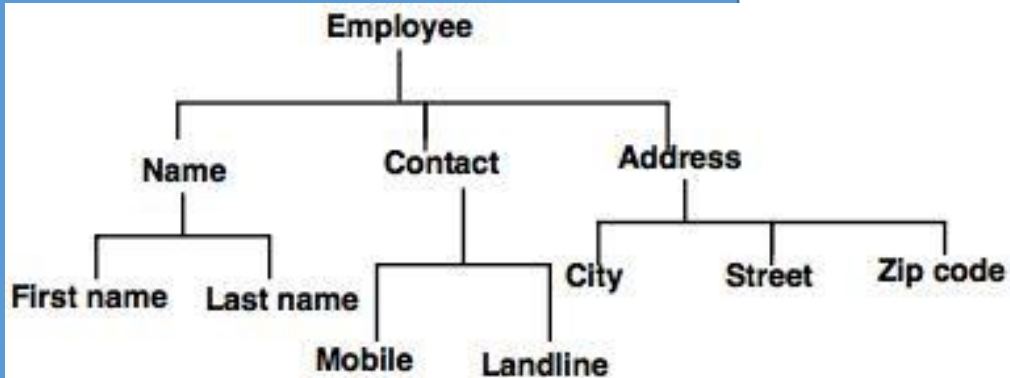 Employee
Name Contact Address
First name Last name City Street Zip code
Mobile Landline